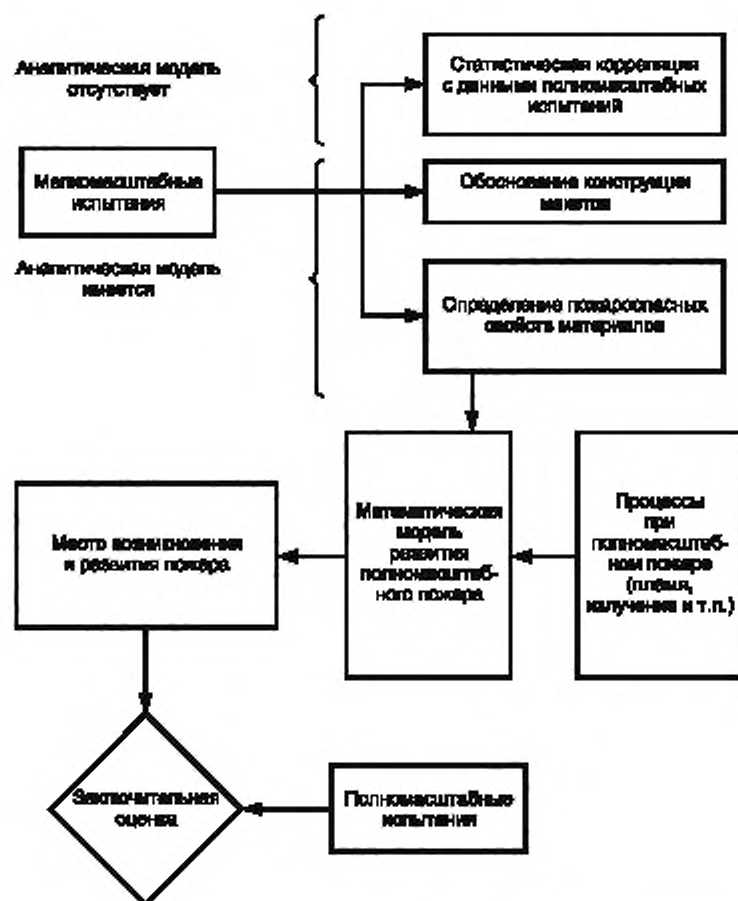 Аналитическая модель
отсутствует
Статистическая корреляция
с данными полномасштабных
испытаний
Мелкомасштабные
испытания
Обоснование конструкции
макетов
Аналитическая модель
имеется
Определение пожароопасных
свойств материалов
Математическая
модель
развития
полномасштаб-
ного пожара
Процессы
при
полномасштаб-
ном пожаре
(пламя,
излучение и т.п.)
Место возникновения
и развития пожара
Заключительная
оценка
Полномасштабные
испытания